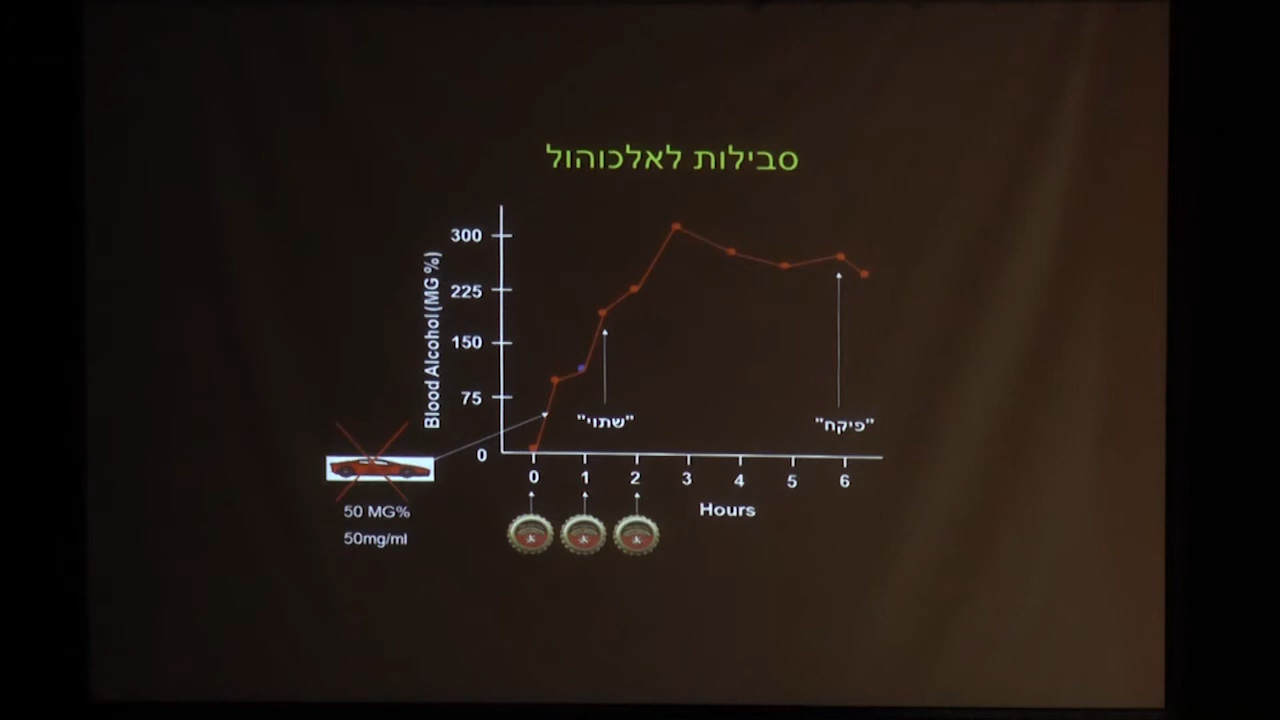 סבילות לאלכוהול
Blood Alcohol (MG %)
300
225
150
75
0
"שתוי"
"פיקח"
0 1 2 3 4 5 6
Hours
50 MG%
50mg/ml